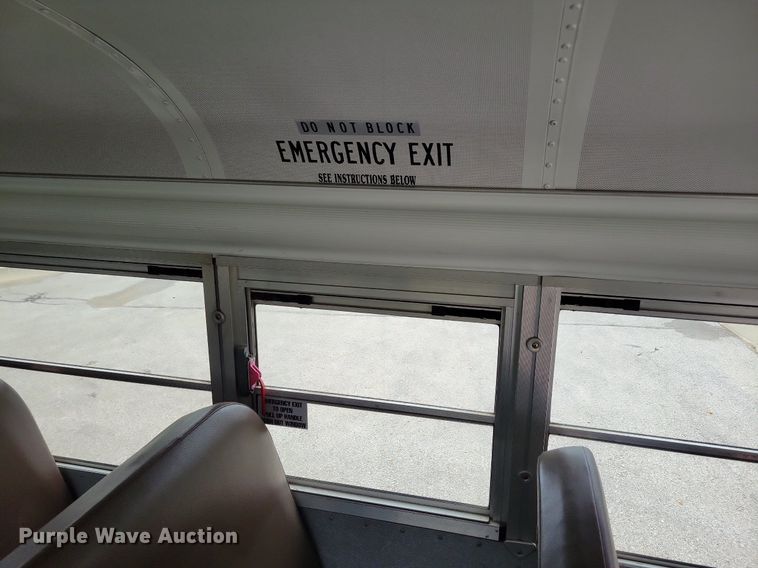 DO NOT BLOCK
EMERGENCY EXIT
SEE INSTRUCTIONS BELOW
EMERGENCY EXIT
TO OPEN
PULL UP HANDLE
OUT WINDOW
Purple Wave Auction